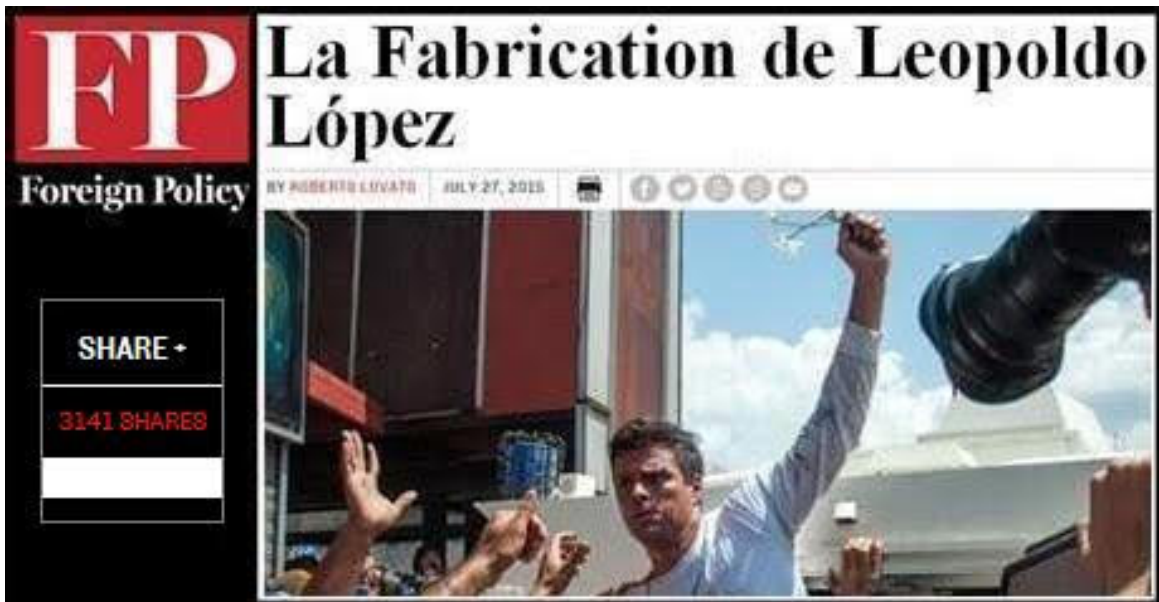 FP
Foreign Policy
La Fabrication de Leopoldo
López
BY ROBERTO LOVATO
JULY 27, 2015
SHARE +
3141 SHARES